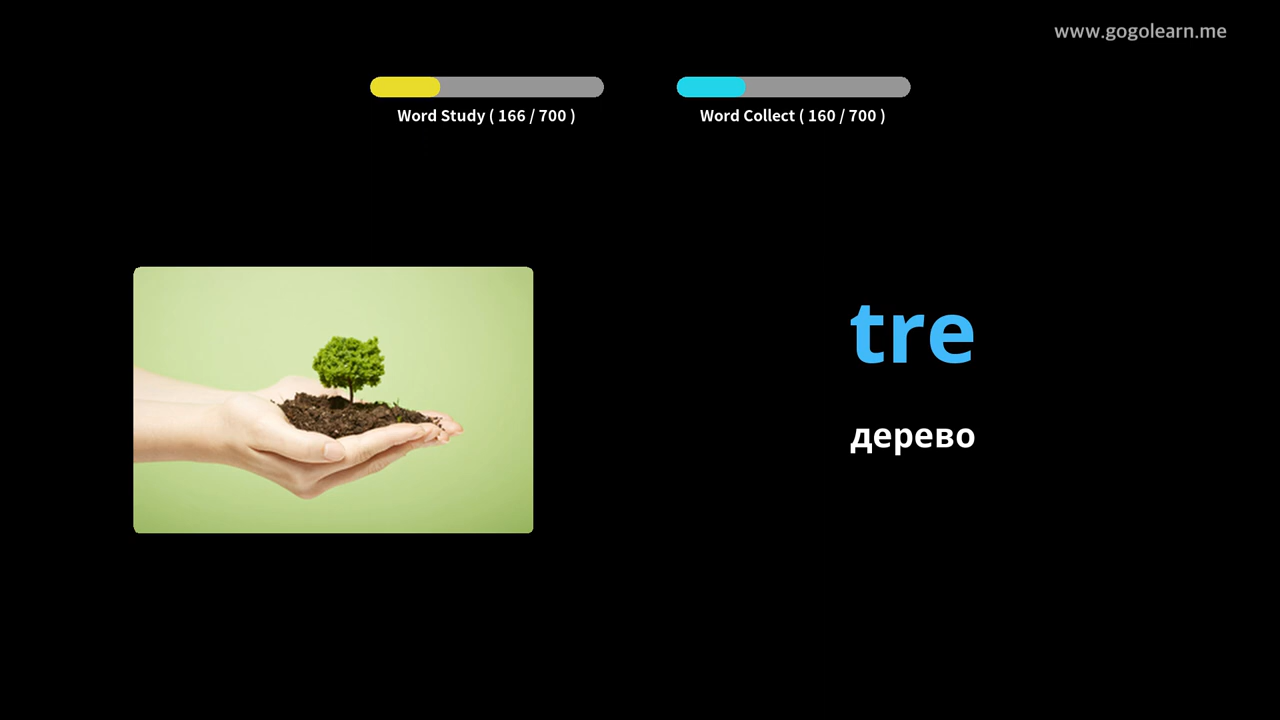 www.gogolearn.me
Word Study ( 166 / 700 )
Word Collect ( 160 / 700 )
tre
дерево